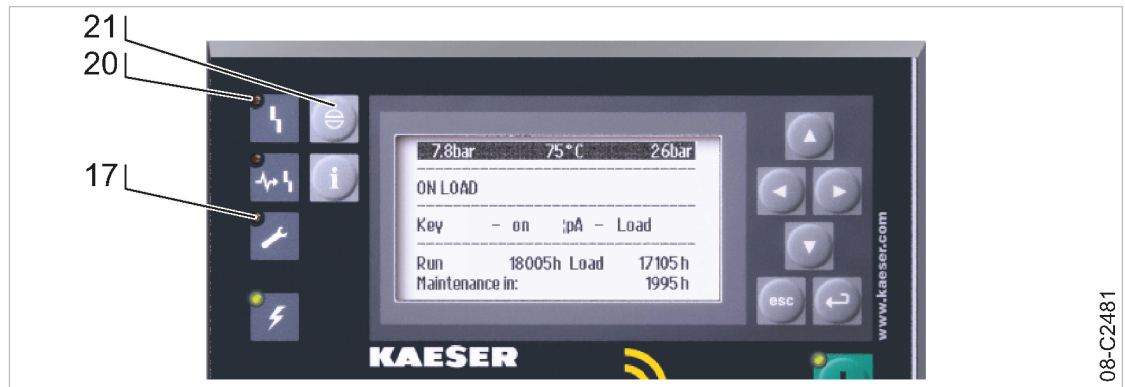 21
20
17
7.8bar 75°C 26bar
ON LOAD
Key - on ¦pA - Load
Run 18005h Load 17105h
Maintenance in: 1995h
i
esc
www.kaeser.com
KAESER
08-C2481